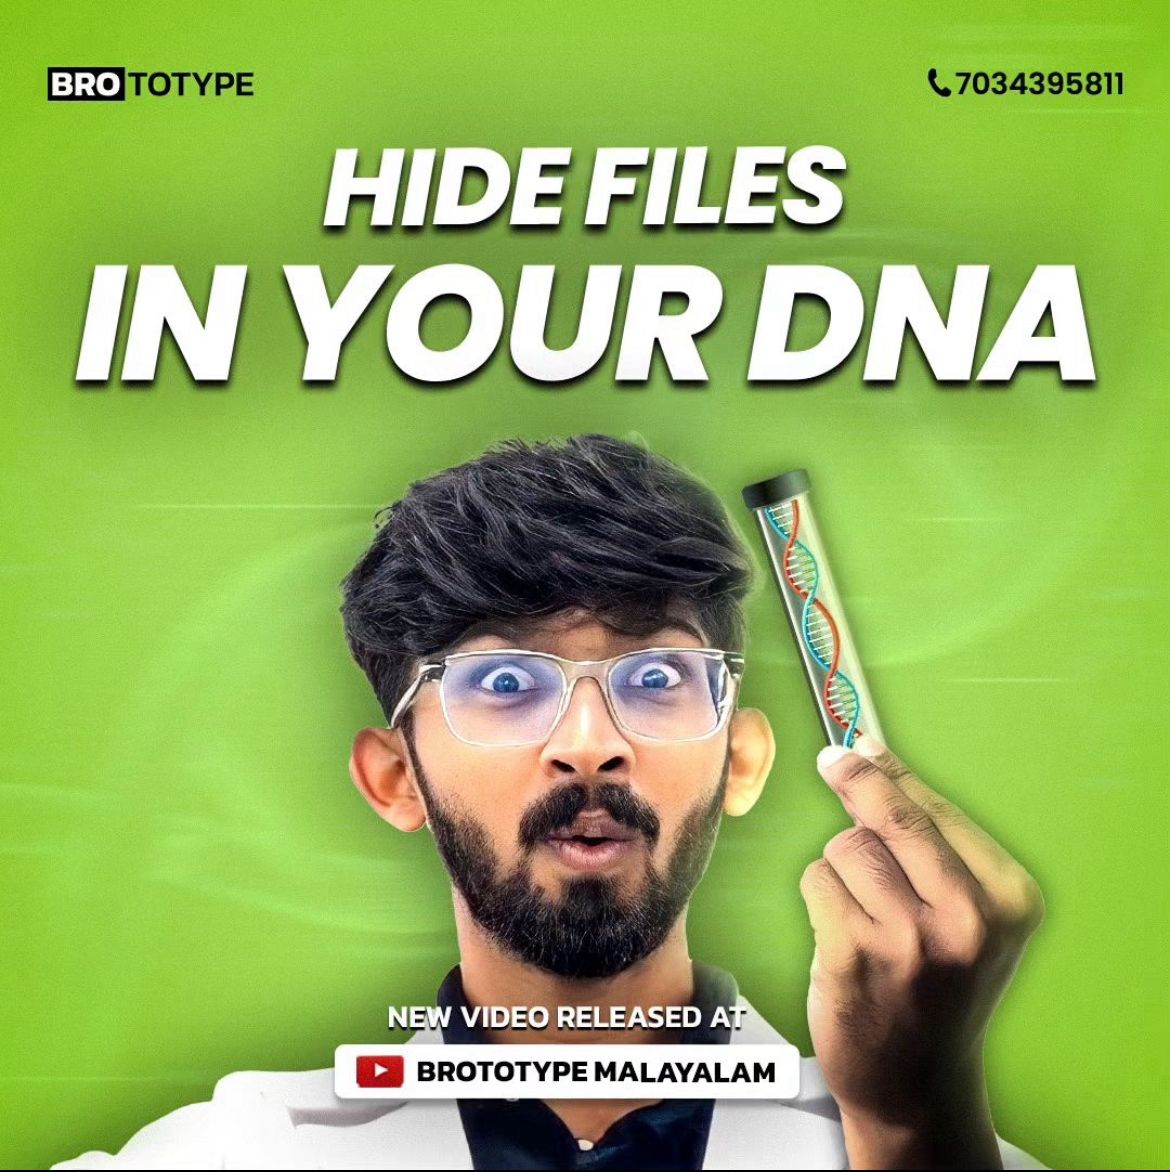 BROTOTYPE
7034395811
HIDE FILES
IN YOUR DNA
NEW VIDEO RELEASED AT
BROTOTYPE MALAYALAM